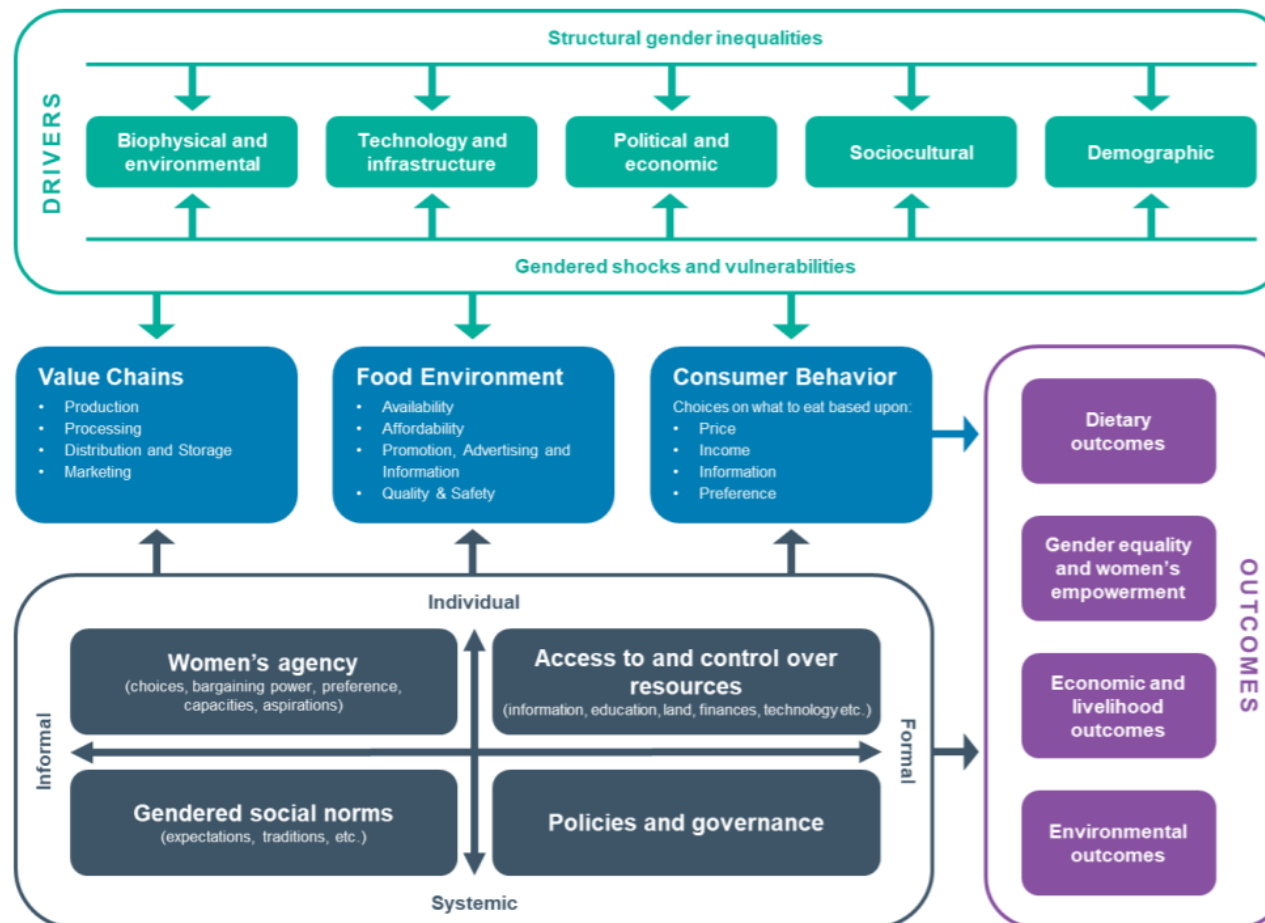 Structural gender inequalities
DRIVERS
Biophysical and
environmental
Technology and
infrastructure
Political and
economic
Sociocultural
Demographic
Gendered shocks and vulnerabilities
Value Chains
• Production
• Processing
• Distribution and Storage
• Marketing
Food Environment
• Availability
• Affordability
• Promotion, Advertising and
Information
• Quality & Safety
Consumer Behavior
Choices on what to eat based upon:
• Price
• Income
• Information
• Preference
Individual
Informal
Women's agency
(choices, bargaining power, preference,
capacities, aspirations)
Access to and control over
resources
(information, education, land, finances, technology etc.)
Formal
Gendered social norms
(expectations, traditions, etc.)
Policies and governance
Systemic
OUTCOMES
Dietary
outcomes
Gender equality
and women's
empowerment
Economic and
livelihood
outcomes
Environmental
outcomes